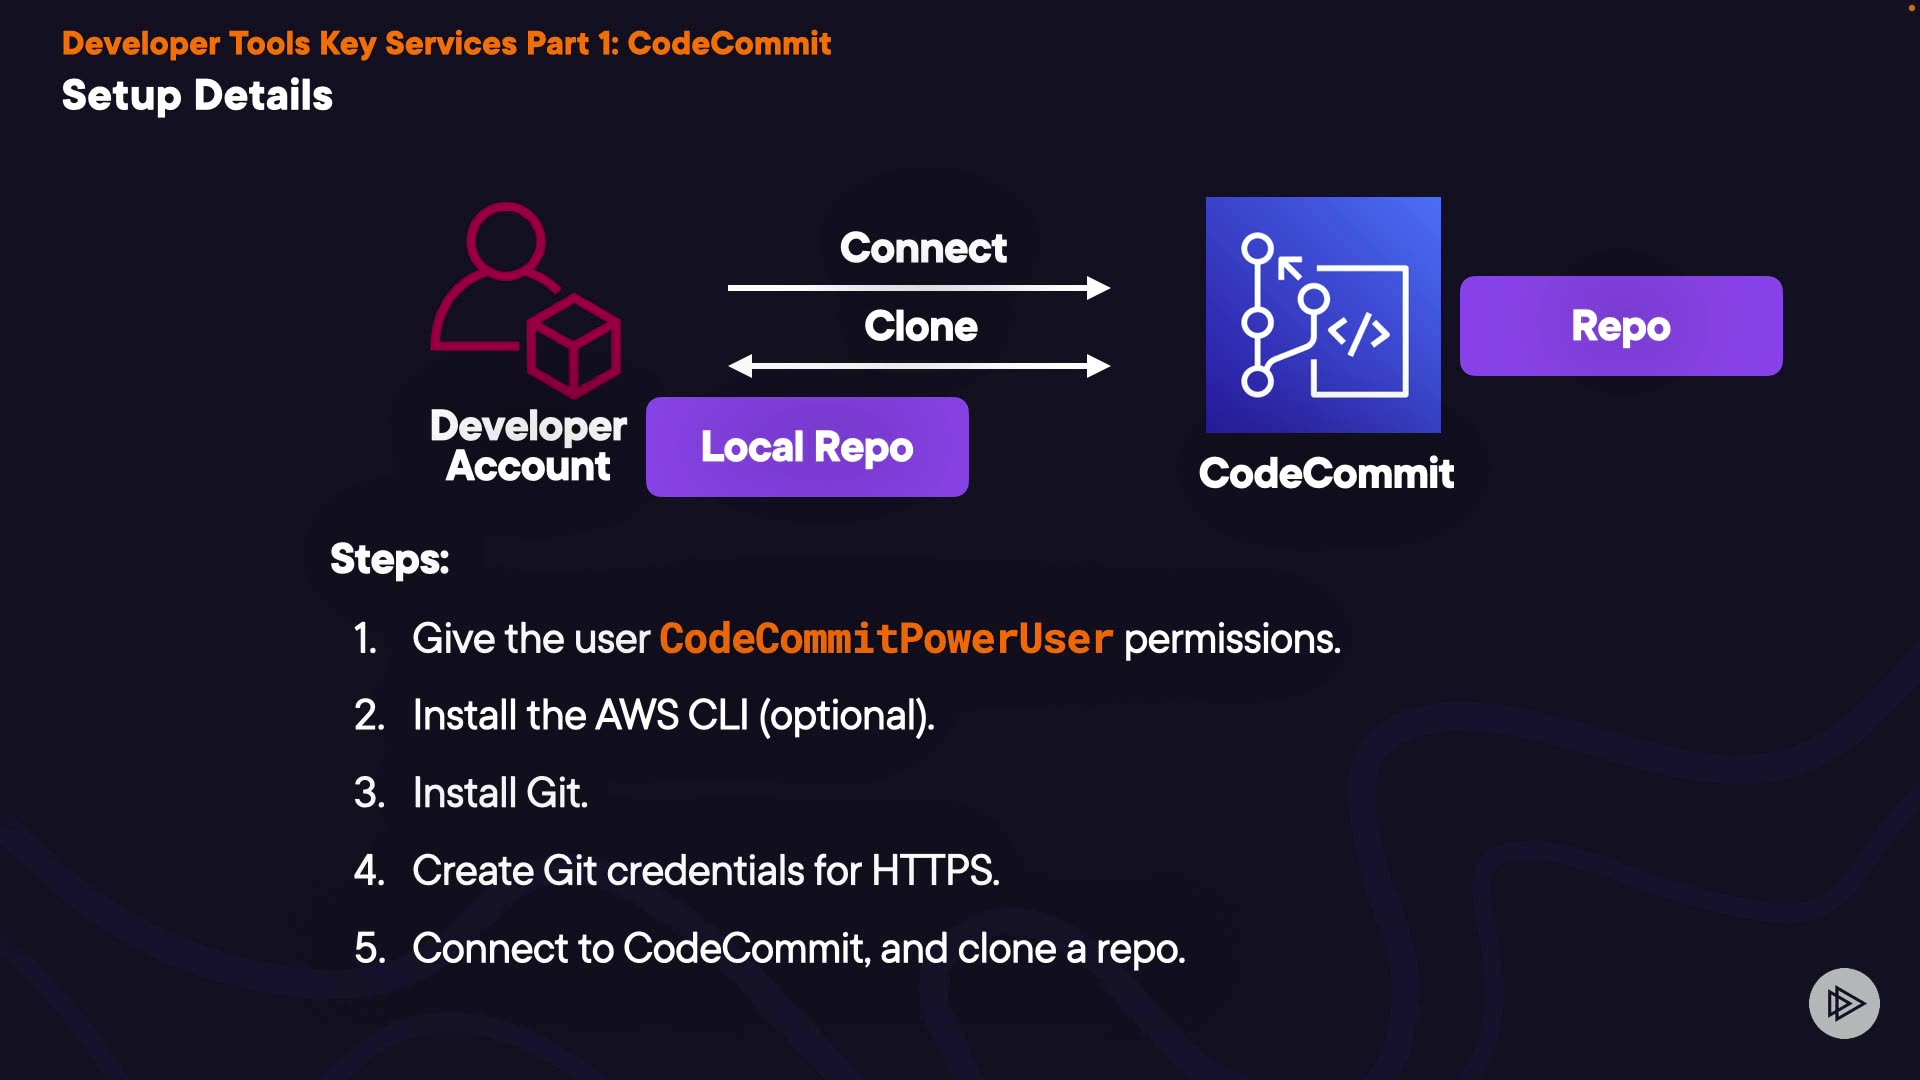 Developer Tools Key Services Part 1: CodeCommit
Setup Details
Connect
Clone
Developer
Account
Local Repo
</>
CodeCommit
Repo
Steps:
1. Give the user CodeCommitPowerUser permissions.
2. Install the AWS CLI (optional).
3. Install Git.
4. Create Git credentials for HTTPS.
5. Connect to CodeCommit, and clone a repo.